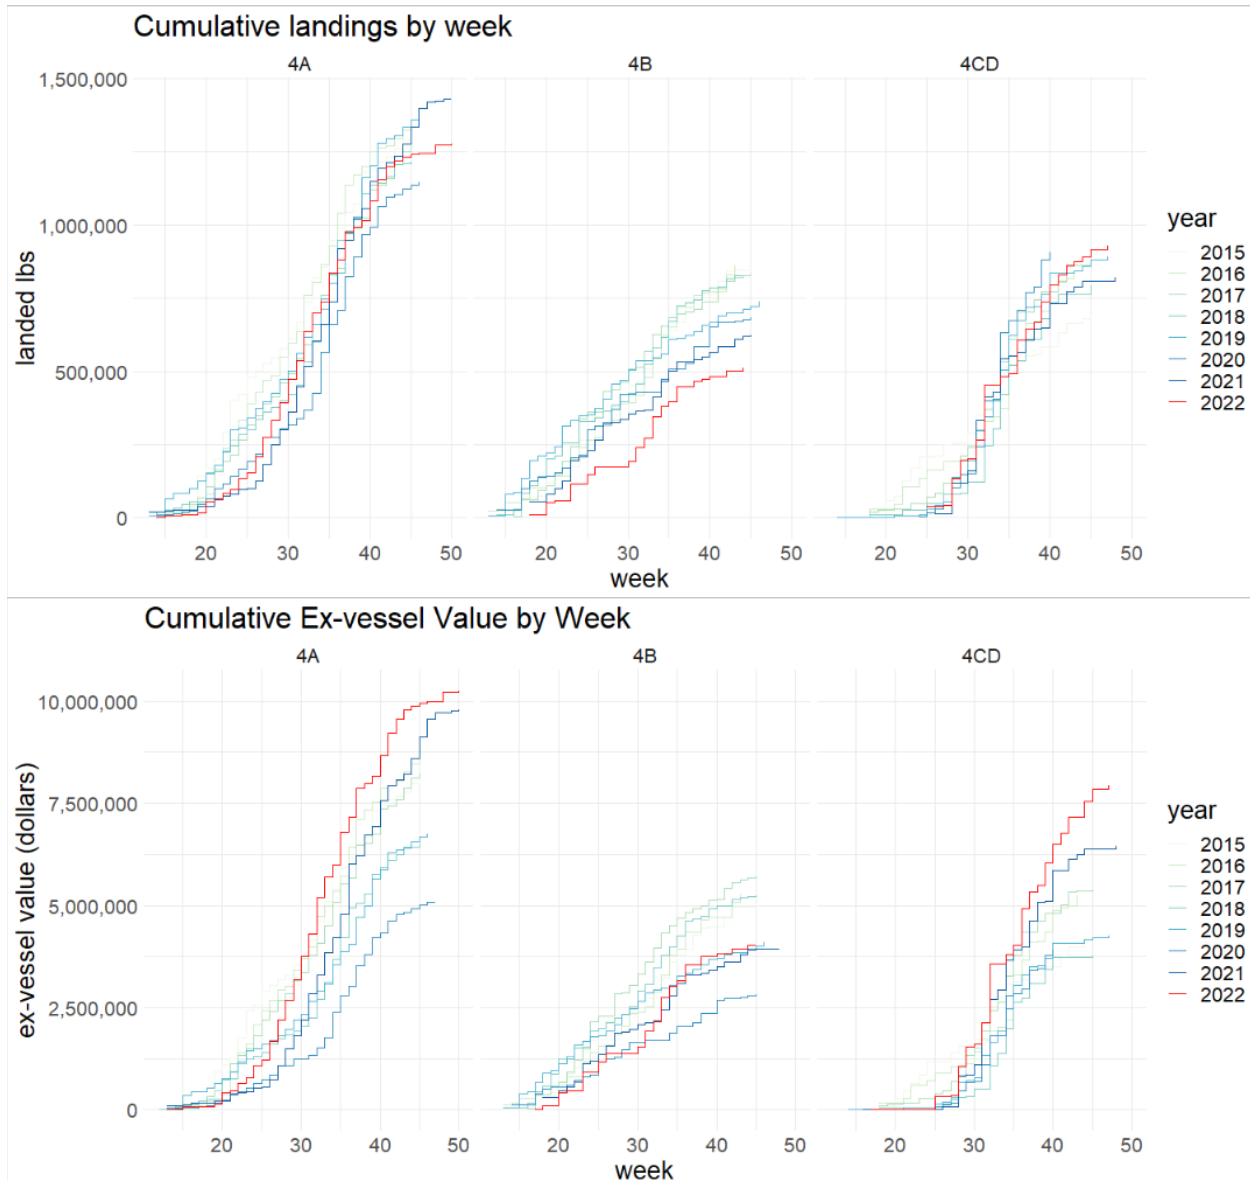 Cumulative landings by week
4A 4B 4CD
1,500,000
1,000,000
500,000
0
landed lbs
20 30 40 50 20 30 40 50 20 30 40 50
week
year
2015
2016
2017
2018
2019
2020
2021
2022
Cumulative Ex-vessel Value by Week
4A 4B 4CD
10,000,000
7,500,000
5,000,000
2,500,000
0
ex-vessel value (dollars)
20 30 40 50 20 30 40 50 20 30 40 50
week
year
2015
2016
2017
2018
2019
2020
2021
2022